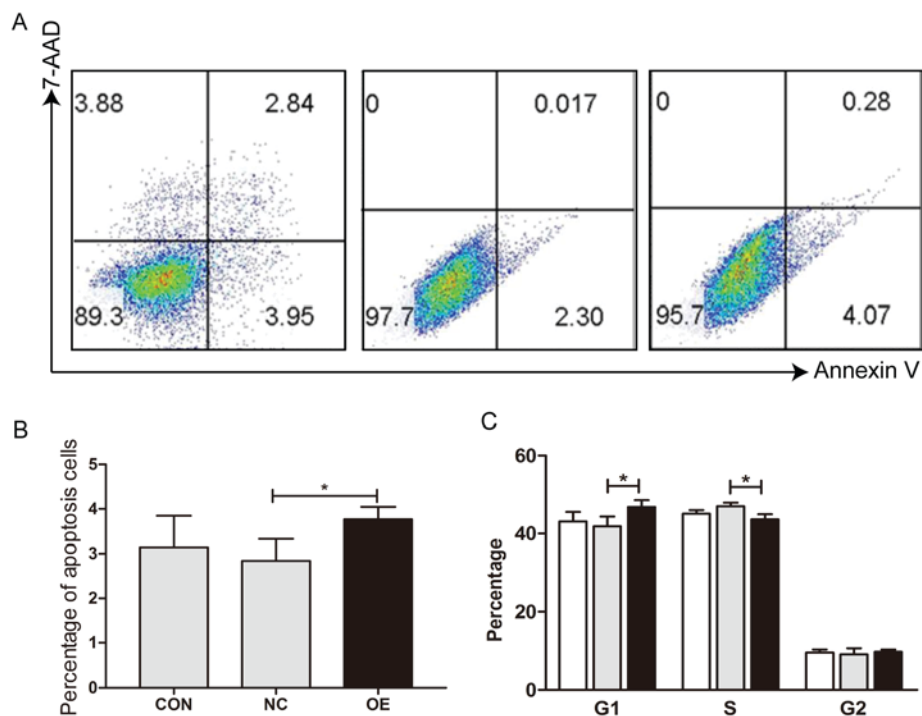 A
7-AAD
3.88 2.84
0 0.017
0 0.28
89.3 3.95
97.7 2.30
95.7 4.07
Annexin V
B
Percentage of apoptosis cells
5
4
3
2
1
0
*
CON NC OE
C
Percentage
60
40
20
0
* *
G1 S G2